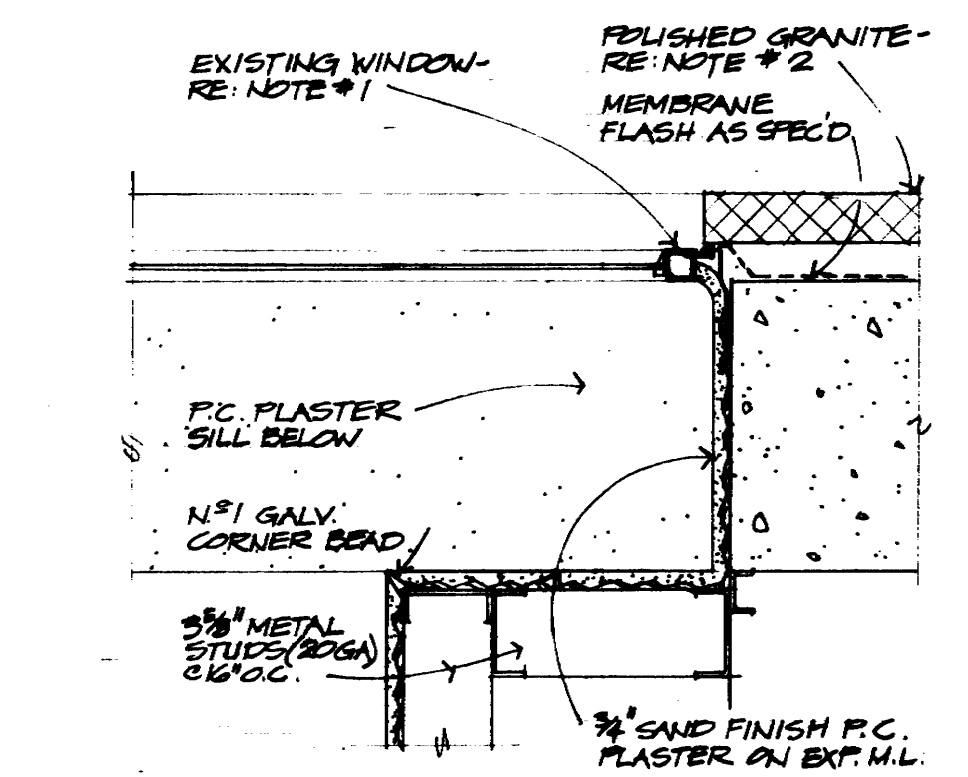 EXISTING WINDOW-
RE: NOTE #1
POLISHED GRANITE-
RE: NOTE #2
MEMBRANE
FLASH AS SPEC'D
P.C. PLASTER
SILL BELOW
Nº1 GALV.
CORNER BEAD
3⅝" METAL
STUDS (20GA)
@16" O.C.
¾" SAND FINISH P.C.
PLASTER ON EXP. M.L.